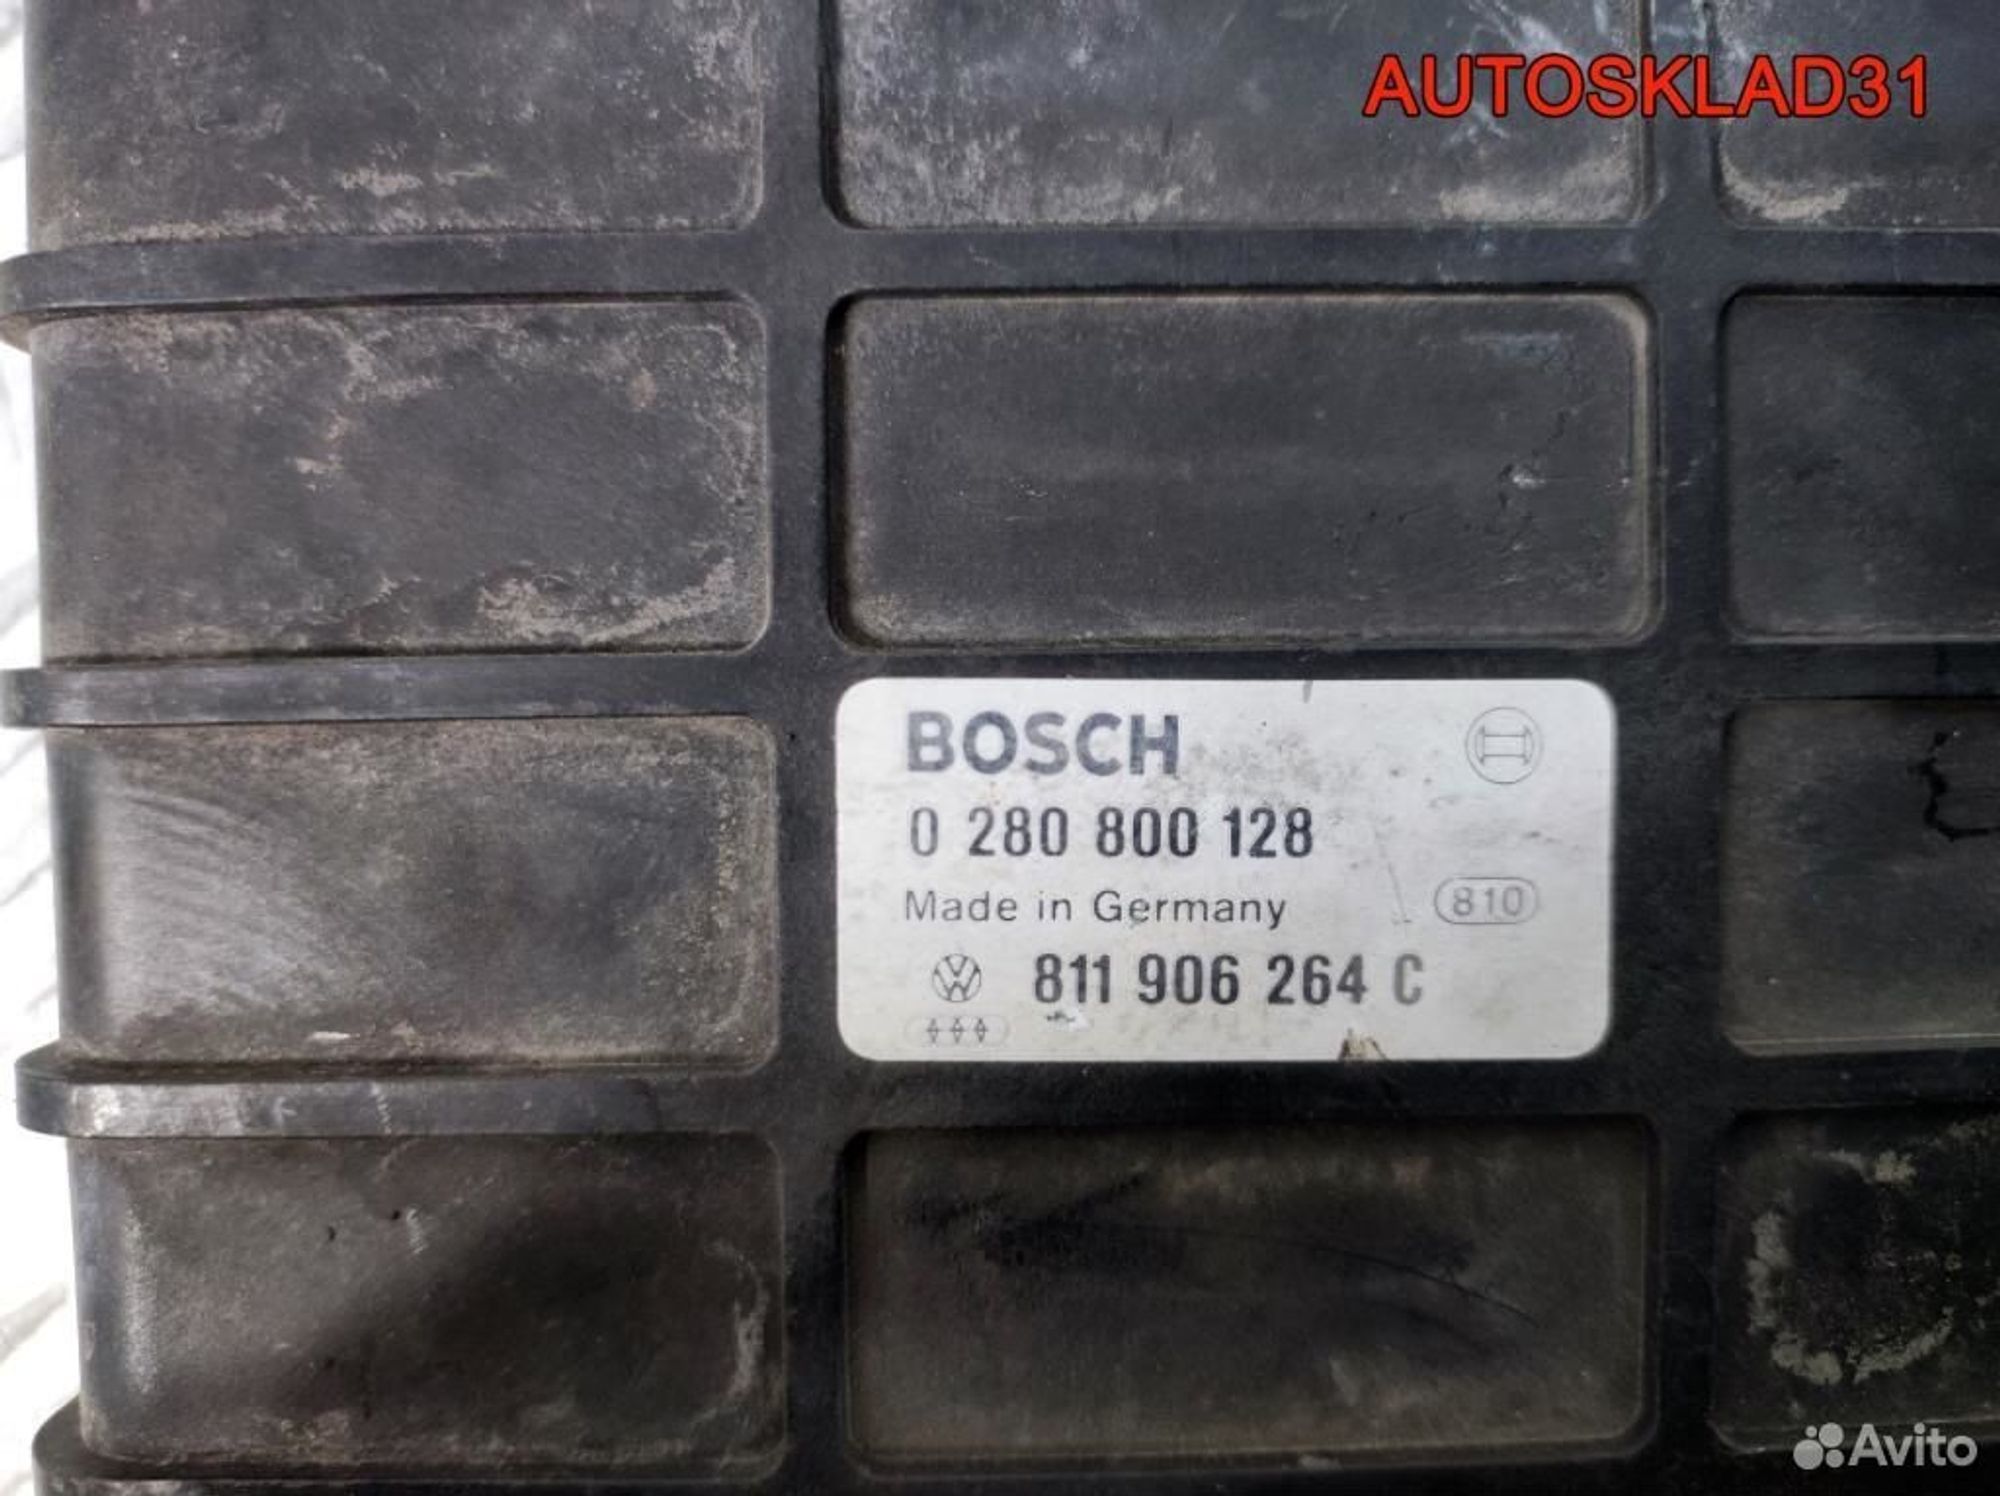 AUTOSKLAD31
BOSCH
0 280 800 128
Made in Germany 810
811 906 264 C
Avito